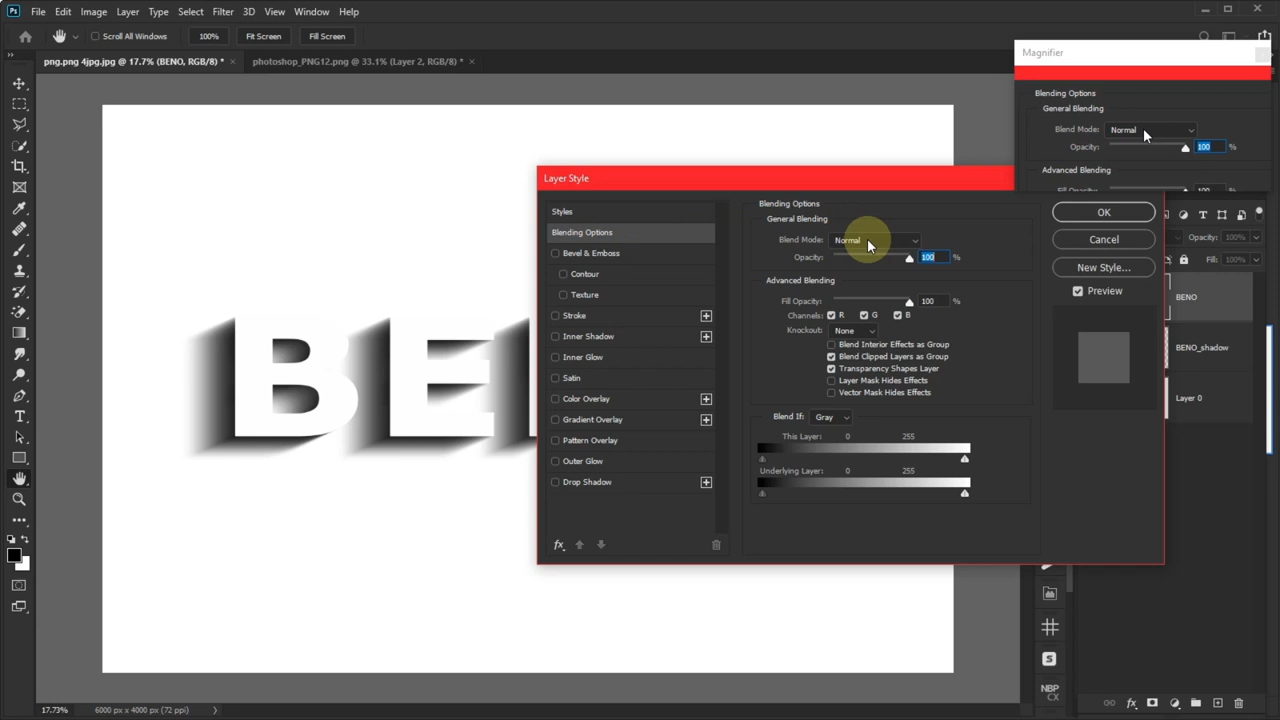 Ps File Edit Image Layer Type Select Filter 3D View Window Help
Scroll All Windows 100% Fit Screen Fill Screen
png.png 4jpg.jpg @ 17.7% (BENO, RGB/8) * × photoshop_PNG12.png @ 33.1% (Layer 2, RGB/8) * ×
Magnifier
Blending Options
General Blending
Blend Mode: Normal
Opacity: 100 %
Advanced Blending
100
Layer Style
Styles
Blending Options
Bevel & Emboss
Contour
Texture
Stroke
Inner Shadow
Inner Glow
Satin
Color Overlay
Gradient Overlay
Pattern Overlay
Outer Glow
Drop Shadow
fx
Blending Options
General Blending
Blend Mode: Normal
Opacity: 100 %
Advanced Blending
Fill Opacity: 100 %
Channels: R G B
Knockout: None
Blend Interior Effects as Group
Blend Clipped Layers as Group
Transparency Shapes Layer
Layer Mask Hides Effects
Vector Mask Hides Effects
Blend If: Gray
This Layer: 0 255
Underlying Layer: 0 255
OK
Cancel
New Style...
Preview
Opacity: 100%
Fill: 100%
BENO
BENO_shadow
Layer 0
BE
S
NBP
CX
fx
17.73% 6000 px x 4000 px (72 ppi)